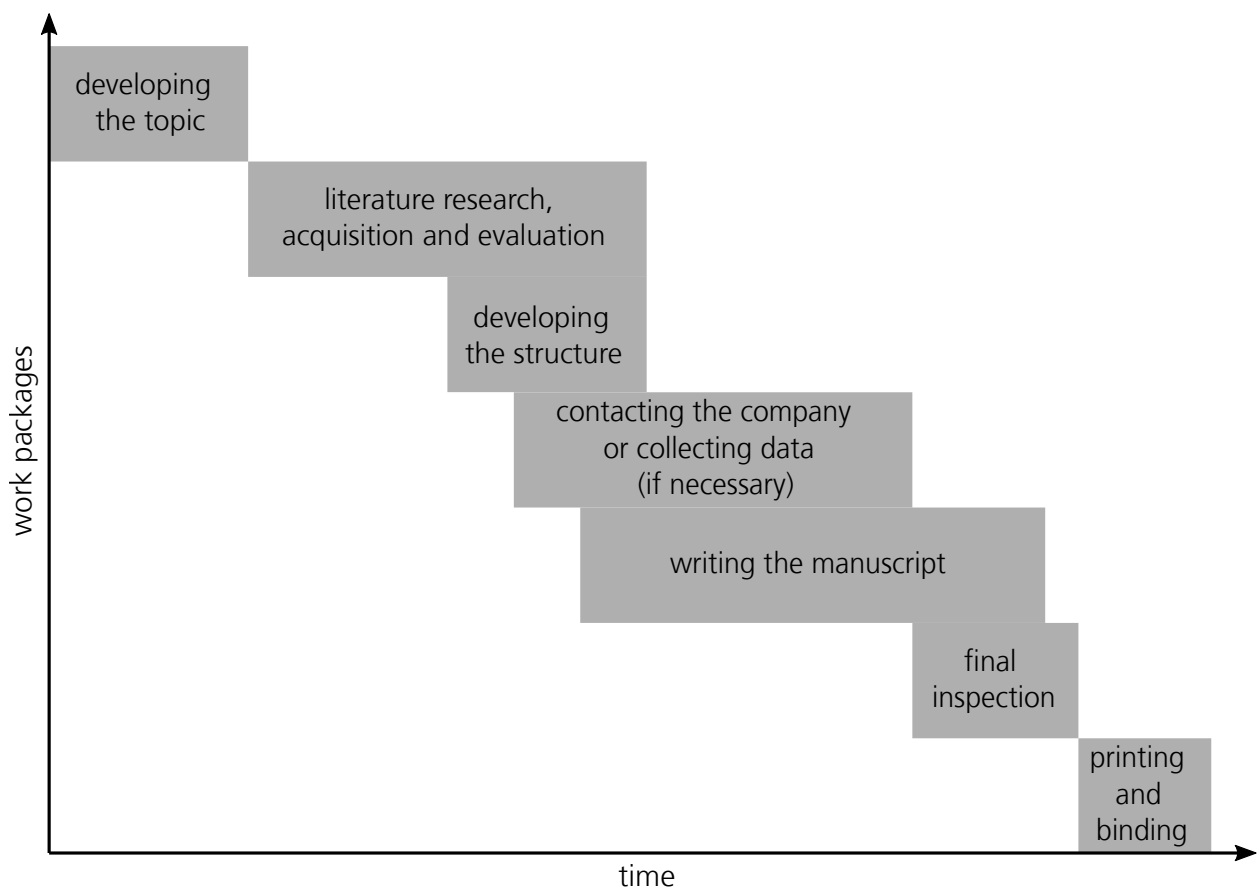 developing
the topic
literature research,
acquisition and evaluation
developing
the structure
contacting the company
or collecting data
(if necessary)
writing the manuscript
final
inspection
printing
and
binding
work packages
time